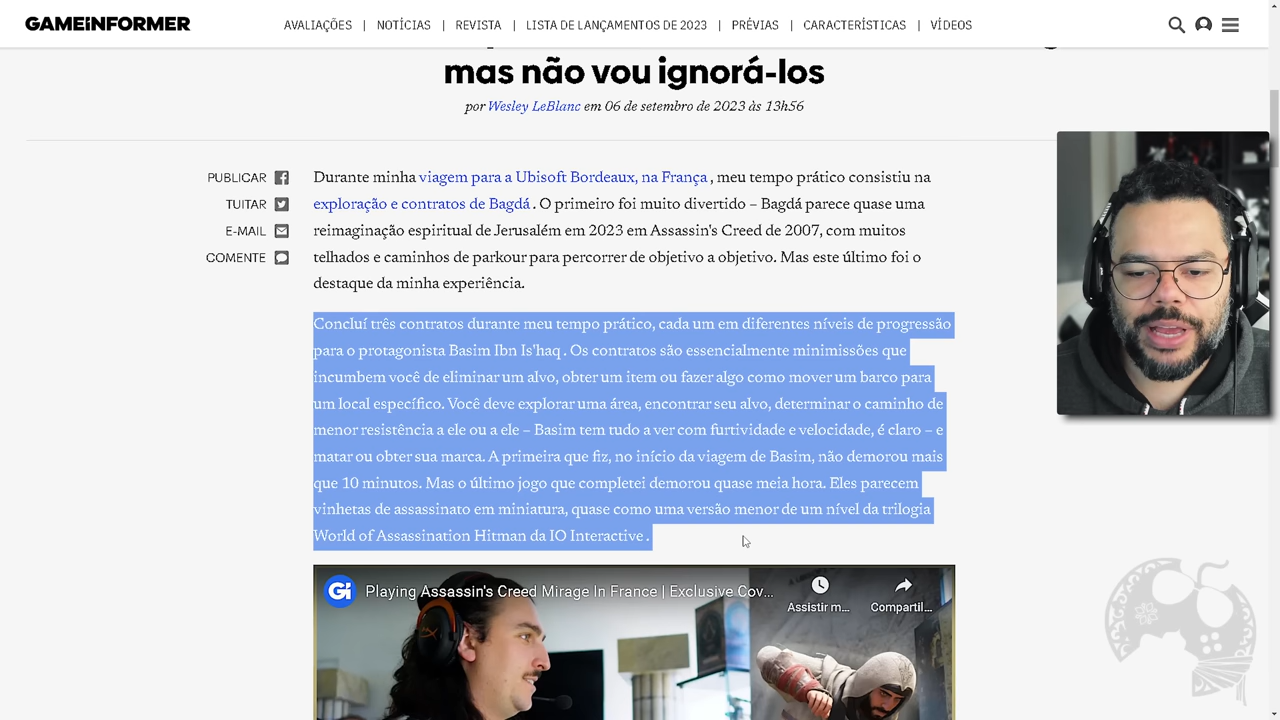 GAMEiNFORMER
AVALIAÇÕES | NOTÍCIAS | REVISTA | LISTA DE LANÇAMENTOS DE 2023 | PRÉVIAS | CARACTERÍSTICAS | VÍDEOS
mas não vou ignorá-los
por Wesley LeBlanc em 06 de setembro de 2023 às 13h56
PUBLICAR
TUITAR
E-MAIL
COMENTE
Durante minha viagem para a Ubisoft Bordeaux, na França , meu tempo prático consistiu na
exploração e contratos de Bagdá . O primeiro foi muito divertido – Bagdá parece quase uma
reimaginação espiritual de Jerusalém em 2023 em Assassin's Creed de 2007, com muitos
telhados e caminhos de parkour para percorrer de objetivo a objetivo. Mas este último foi o
destaque da minha experiência.
Concluí três contratos durante meu tempo prático, cada um em diferentes níveis de progressão
para o protagonista Basim Ibn Is'haq . Os contratos são essencialmente minimissões que
incumbem você de eliminar um alvo, obter um item ou fazer algo como mover um barco para
um local específico. Você deve explorar uma área, encontrar seu alvo, determinar o caminho de
menor resistência a ele ou a ele – Basim tem tudo a ver com furtividade e velocidade, é claro – e
matar ou obter sua marca. A primeira que fiz, no início da viagem de Basim, não demorou mais
que 10 minutos. Mas o último jogo que completei demorou quase meia hora. Eles parecem
vinhetas de assassinato em miniatura, quase como uma versão menor de um nível da trilogia
World of Assassination Hitman da IO Interactive .
Gi
Playing Assassin's Creed Mirage In France | Exclusive Cov...
Assistir m...
Compartil...